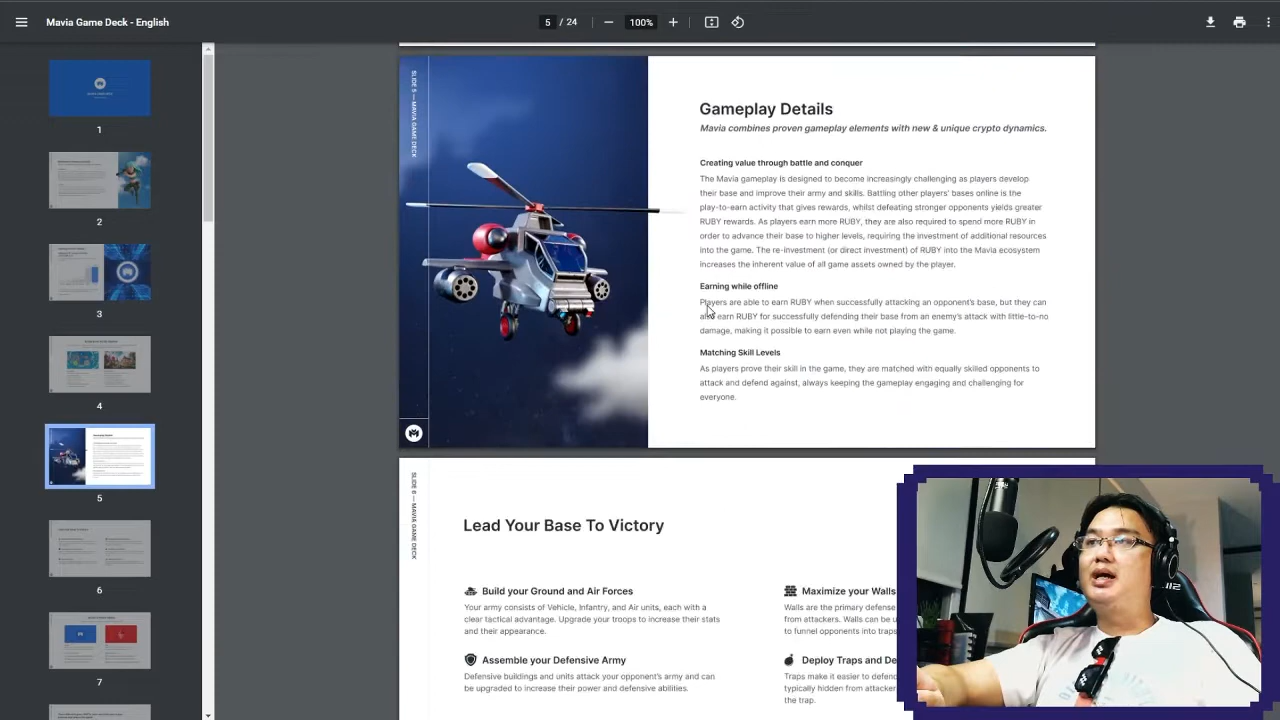 Mavia Game Deck - English
5 / 24
100%
1
2
3
4
5
6
7
SLIDE 5 — MAVIA GAME DECK
Gameplay Details
Mavia combines proven gameplay elements with new & unique crypto dynamics.
Creating value through battle and conquer
The Mavia gameplay is designed to become increasingly challenging as players develop
their base and improve their army and skills. Battling other players' bases online is the
play-to-earn activity that gives rewards, whilst defeating stronger opponents yields greater
RUBY rewards. As players earn more RUBY, they are also required to spend more RUBY in
order to advance their base to higher levels, requiring the investment of additional resources
into the game. The re-investment (or direct investment) of RUBY into the Mavia ecosystem
increases the inherent value of all game assets owned by the player.
Earning while offline
Players are able to earn RUBY when successfully attacking an opponent's base, but they can
earn RUBY for successfully defending their base from an enemy's attack with little-to-no
damage, making it possible to earn even while not playing the game.
Matching Skill Levels
As players prove their skill in the game, they are matched with equally skilled opponents to
attack and defend against, always keeping the gameplay engaging and challenging for
everyone.
SLIDE 6 — MAVIA GAME DECK
Lead Your Base To Victory
Build your Ground and Air Forces
Your army consists of Vehicle, Infantry, and Air units, each with a
clear tactical advantage. Upgrade your troops to increase their stats
and their appearance.
Assemble your Defensive Army
Defensive buildings and units attack your opponent's army and can
be upgraded to increase their power and defensive abilities.
Maximize your Walls
Walls are the primary defense
from attackers. Walls can be u
to funnel opponents into traps
Deploy Traps and De
Traps make it easier to defend
typically hidden from attacker
the trap.